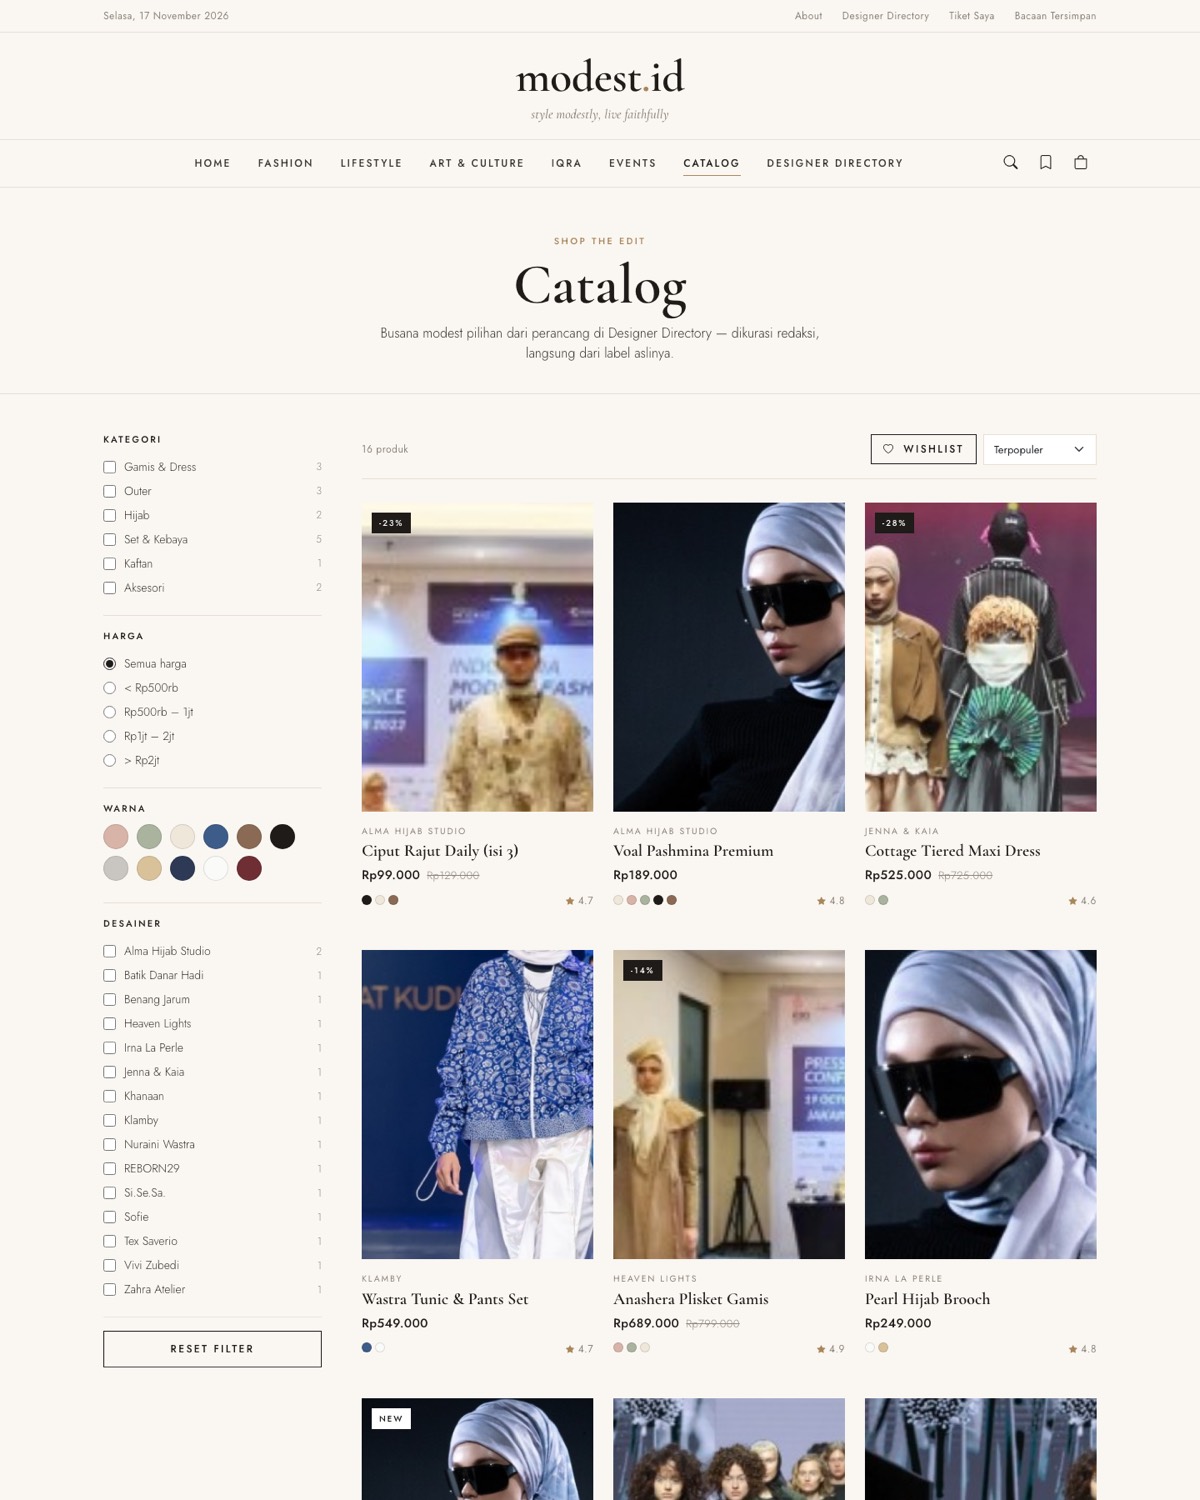 Selasa, 17 November 2026
About Designer Directory Tiket Saya Bacaan Tersimpan
modest.id
style modestly, live faithfully
HOME FASHION LIFESTYLE ART & CULTURE IQRA EVENTS CATALOG DESIGNER DIRECTORY
SHOP THE EDIT
Catalog
Busana modest pilihan dari perancang di Designer Directory — dikurasi redaksi,
langsung dari label aslinya.
KATEGORI
Gamis & Dress 3
Outer 3
Hijab 2
Set & Kebaya 5
Kaftan 1
Aksesori 2
HARGA
Semua harga
< Rp500rb
Rp500rb – 1jt
Rp1jt – 2jt
> Rp2jt
WARNA
DESAINER
Alma Hijab Studio 2
Batik Danar Hadi 1
Benang Jarum 1
Heaven Lights 1
Irna La Perle 1
Jenna & Kaia 1
Khanaan 1
Klamby 1
Nuraini Wastra 1
REBORN29 1
Si.Se.Sa. 1
Sofie 1
Tex Saverio 1
Vivi Zubedi 1
Zahra Atelier 1
RESET FILTER
16 produk
WISHLIST
Terpopuler
-23%
ALMA HIJAB STUDIO
Ciput Rajut Daily (isi 3)
Rp99.000 Rp129.000
4.7
ALMA HIJAB STUDIO
Voal Pashmina Premium
Rp189.000
4.8
-28%
JENNA & KAIA
Cottage Tiered Maxi Dress
Rp525.000 Rp725.000
4.6
AT KUDU
KLAMBY
Wastra Tunic & Pants Set
Rp549.000
4.7
-14%
HEAVEN LIGHTS
Anashera Plisket Gamis
Rp689.000 Rp799.000
4.9
IRNA LA PERLE
Pearl Hijab Brooch
Rp249.000
4.8
NEW